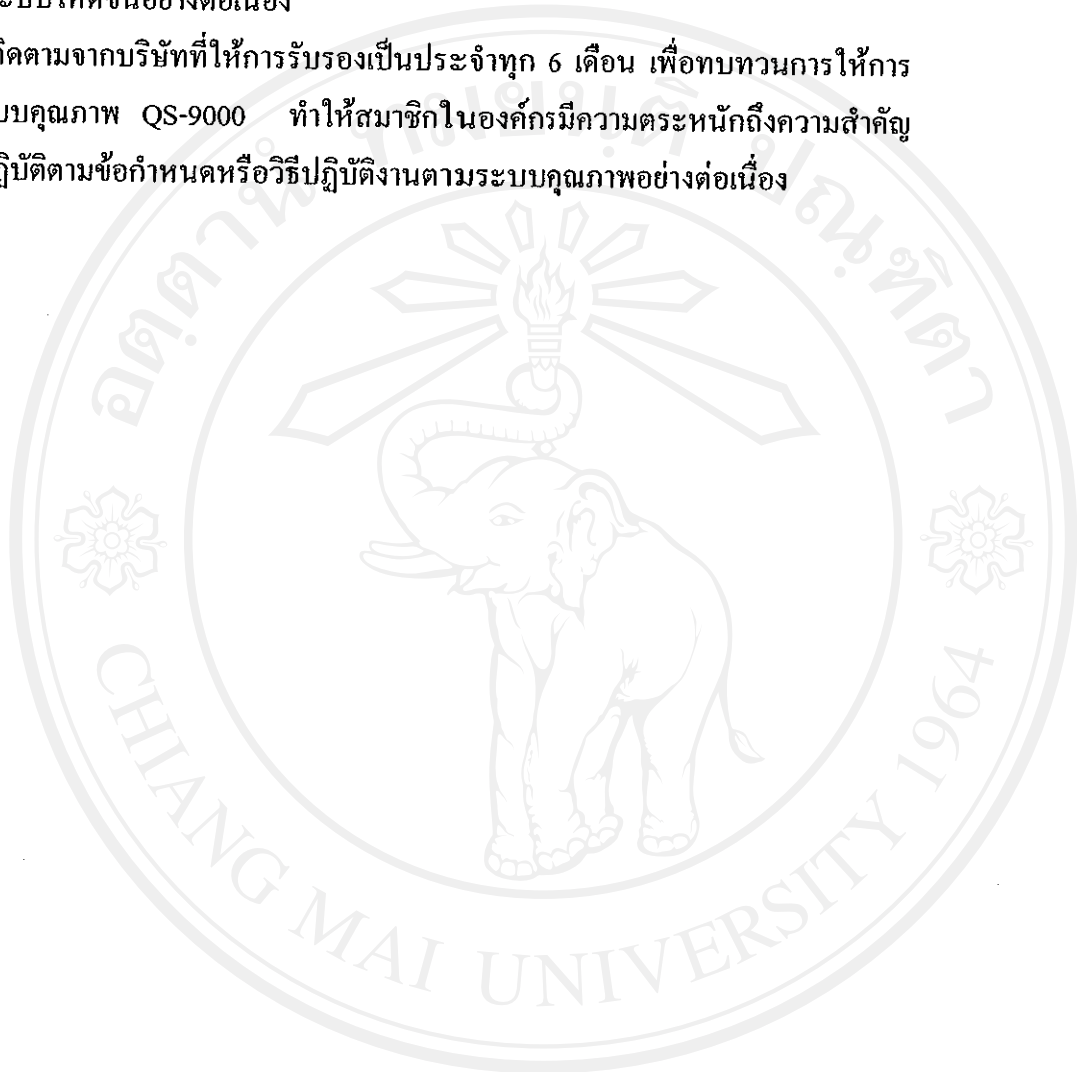 ติดตามจากบริษัทที่ให้การรับรองเป็นประจำทุก 6 เดือน เพื่อทบทวนการให้การ
คุณภาพ QS-9000 ทำให้สมาชิกในองค์กรมีความตระหนักถึงความสำคัญ
ตามข้อกำหนดหรือวิธีปฏิบัติงานตามระบบคุณภาพอย่างต่อเนื่อง
CHIANG MAI UNIVERSITY 1964